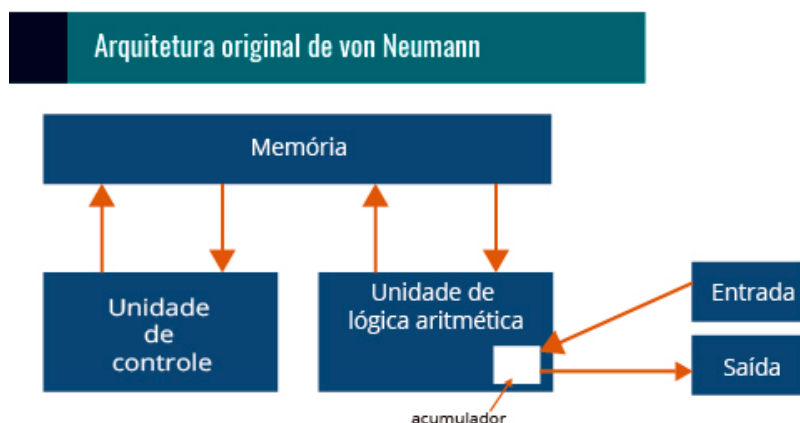 Arquitetura original de von Neumann
Memória
Unidade
de
controle
Unidade de
lógica aritmética
Entrada
Saída
acumulador